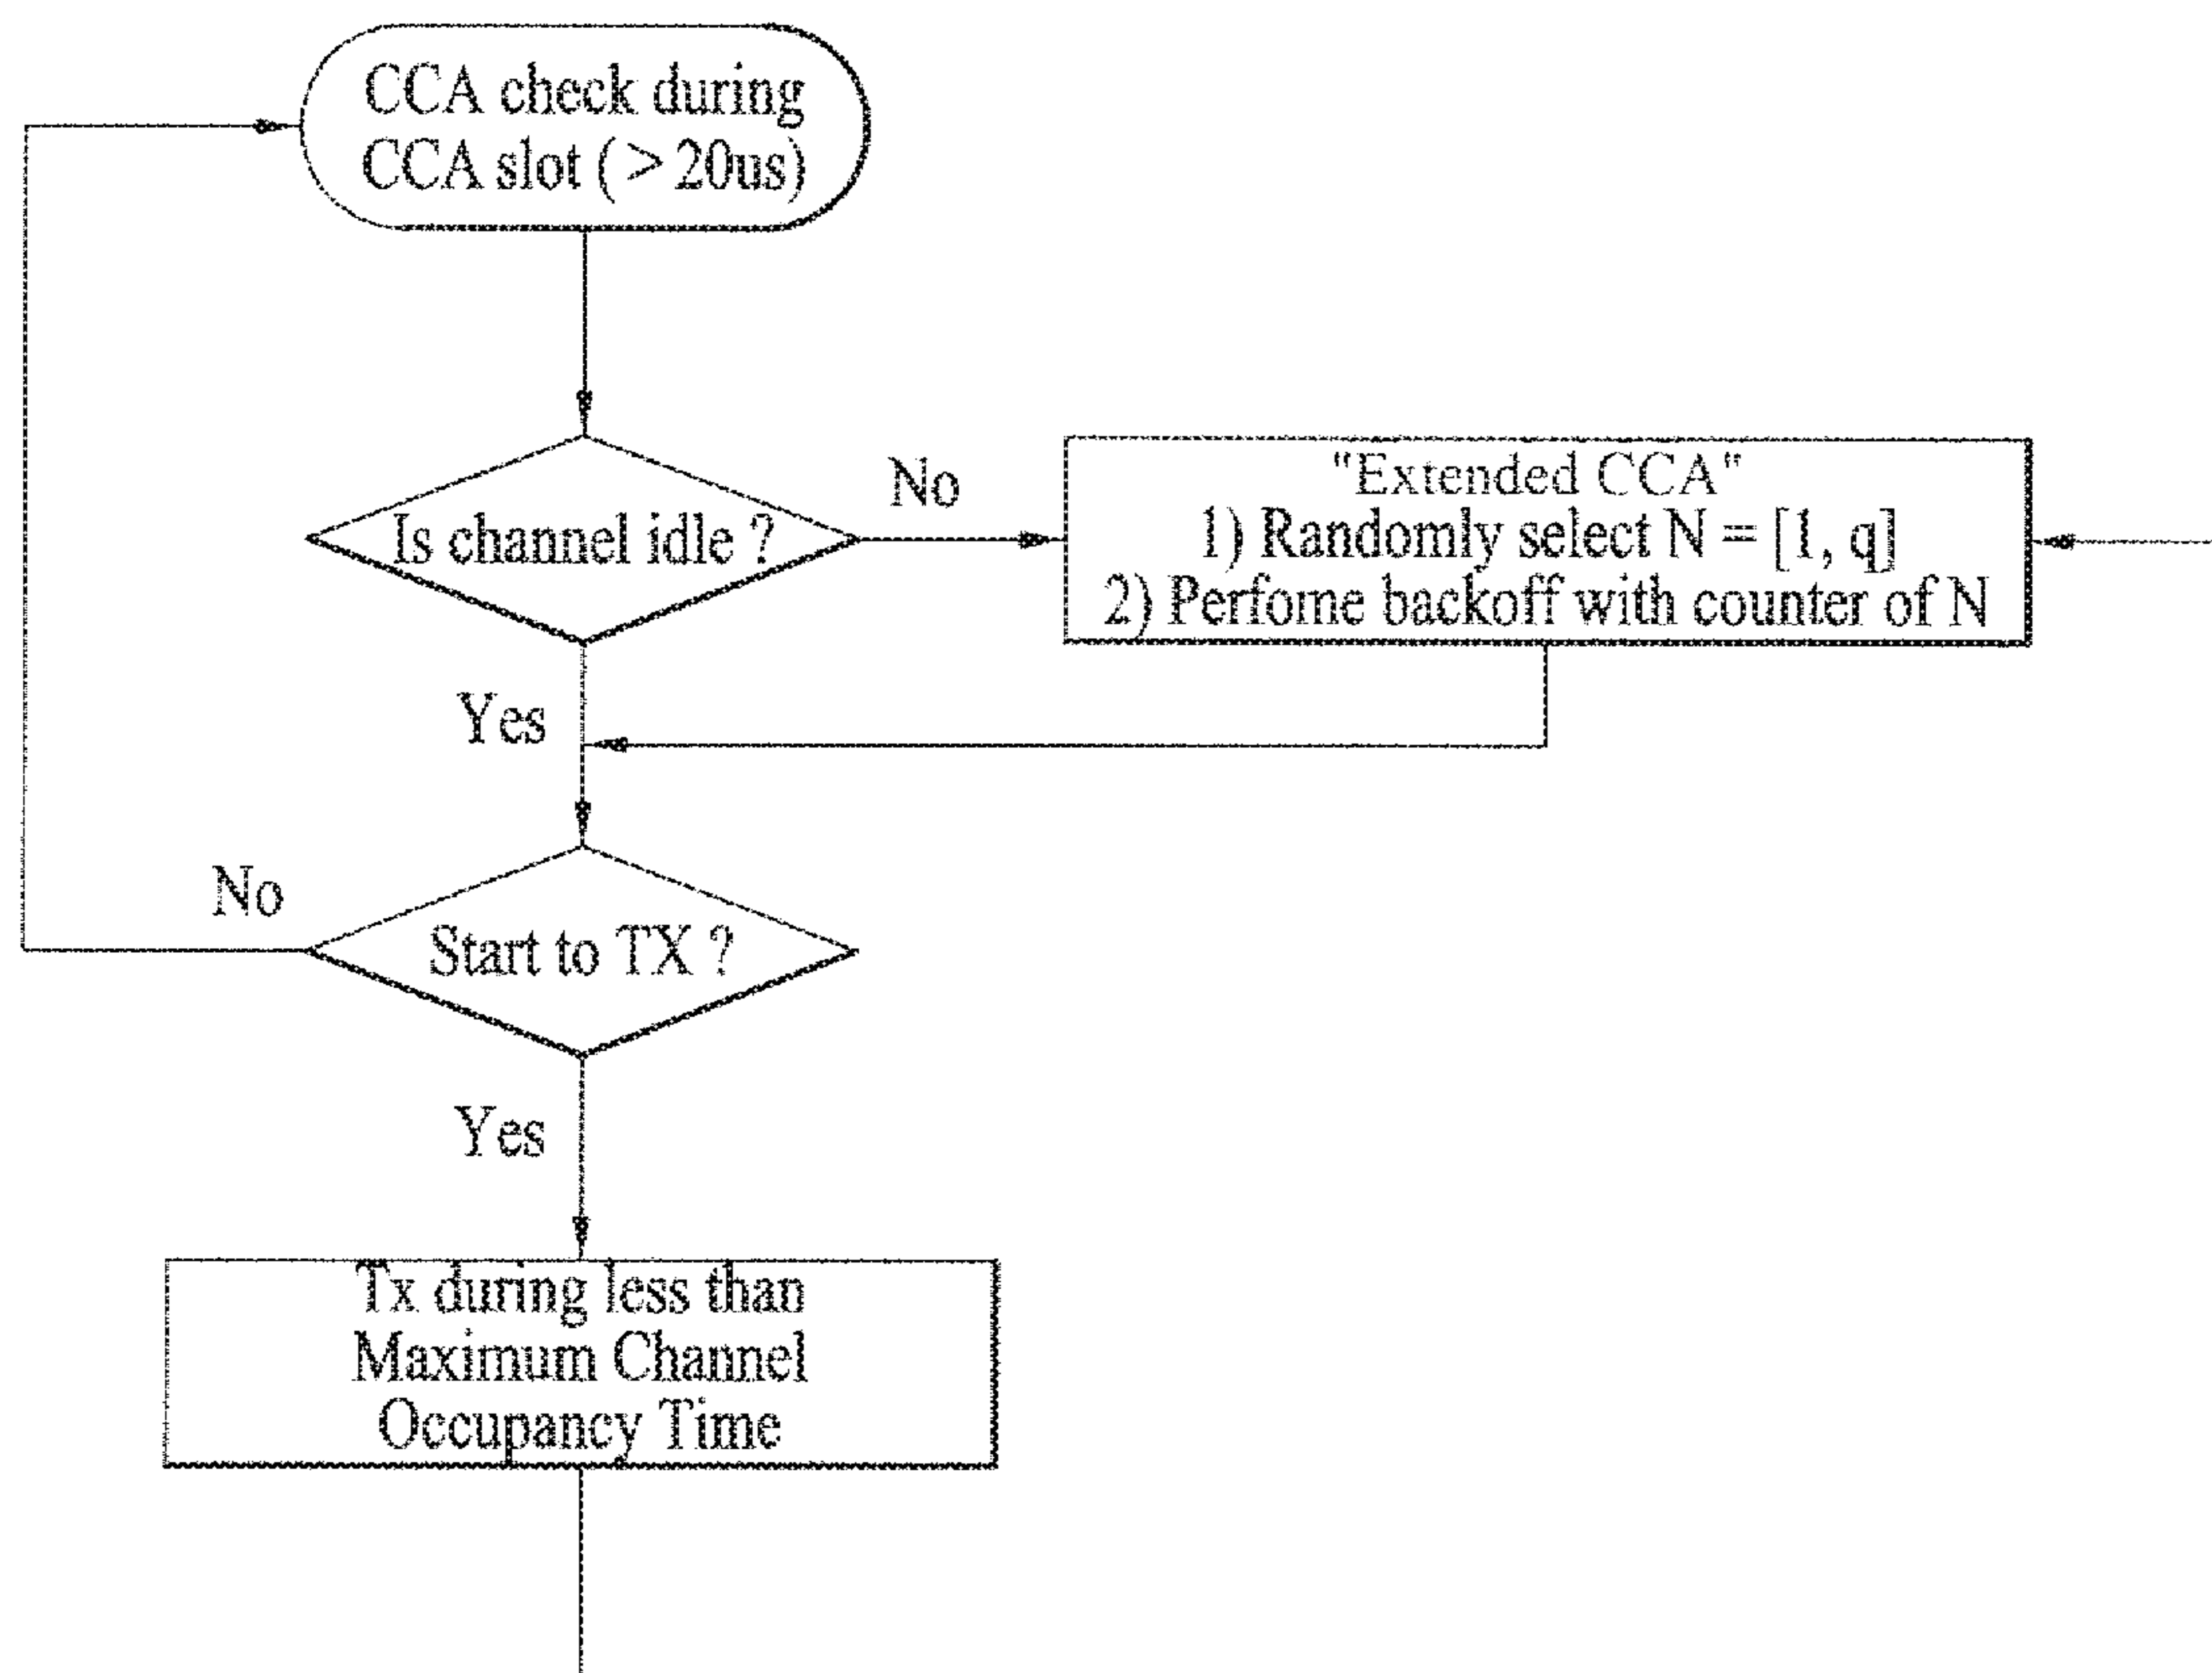 CCA check during
CCA slot ( > 20us)
Is channel idle ?
No
"Extended CCA"
1) Randomly select N = [1, q]
2) Perfome backoff with counter of N
Yes
No
Start to TX ?
Yes
Tx during less than
Maximum Channel
Occupancy Time